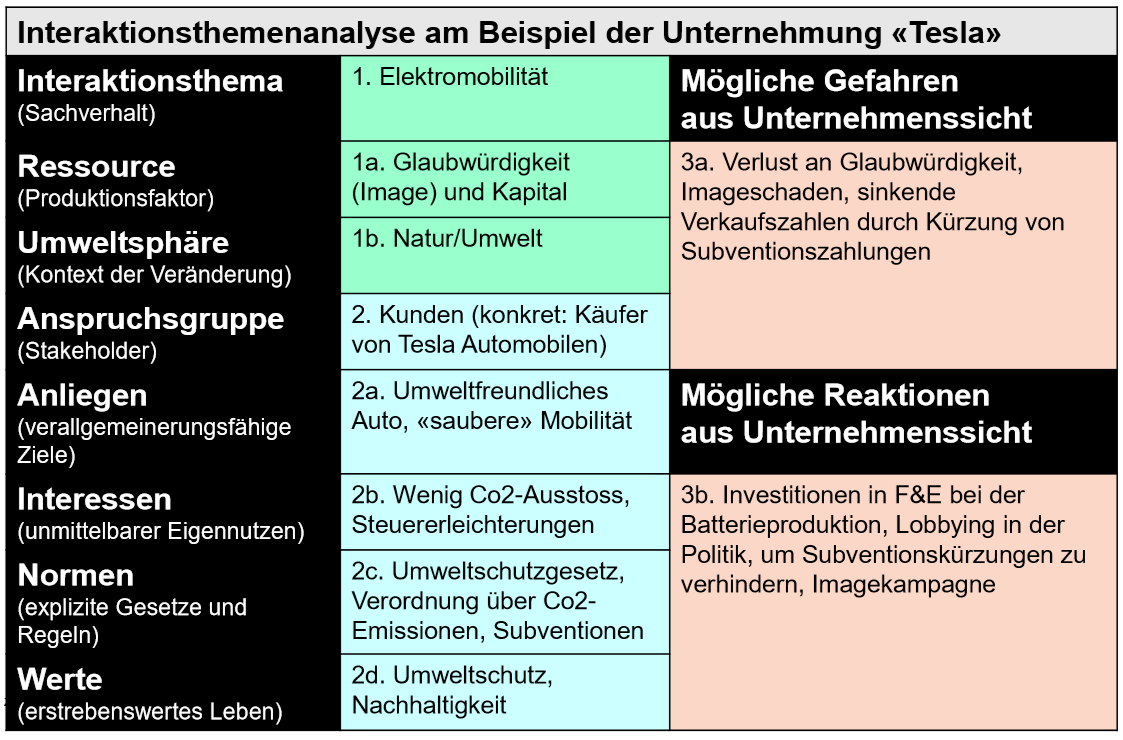 Interaktionsthemenanalyse am Beispiel der Unternehmung «Tesla»
Interaktionsthema
(Sachverhalt)
1. Elektromobilität
Mögliche Gefahren
aus Unternehmenssicht
Ressource
(Produktionsfaktor)
1a. Glaubwürdigkeit
(Image) und Kapital
3a. Verlust an Glaubwürdigkeit,
Imageschaden, sinkende
Verkaufszahlen durch Kürzung von
Subventionszahlungen
Umweltsphäre
(Kontext der Veränderung)
1b. Natur/Umwelt
Anspruchsgruppe
(Stakeholder)
2. Kunden (konkret: Käufer
von Tesla Automobilen)
Anliegen
(verallgemeinerungsfähige
Ziele)
2a. Umweltfreundliches
Auto, «saubere» Mobilität
Mögliche Reaktionen
aus Unternehmenssicht
Interessen
(unmittelbarer Eigennutzen)
2b. Wenig Co2-Ausstoss,
Steuererleichterungen
3b. Investitionen in F&E bei der
Batterieproduktion, Lobbying in der
Politik, um Subventionskürzungen zu
verhindern, Imagekampagne
Normen
(explizite Gesetze und
Regeln)
2c. Umweltschutzgesetz,
Verordnung über Co2-
Emissionen, Subventionen
Werte
(erstrebenswertes Leben)
2d. Umweltschutz,
Nachhaltigkeit